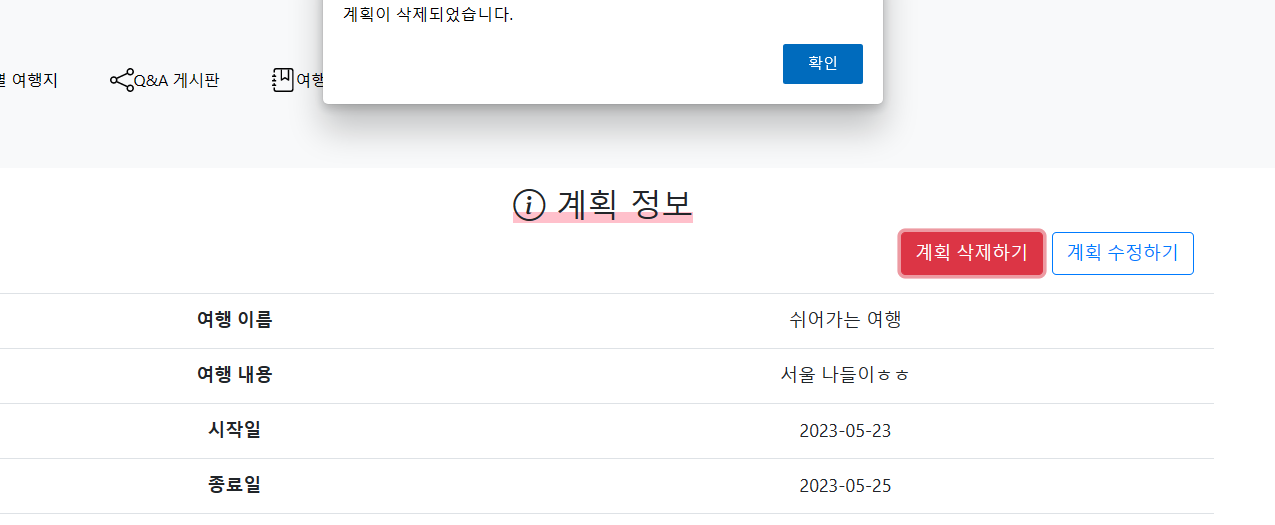 계획이 삭제되었습니다.
확인
별 여행지 Q&A 게시판 여행
계획 정보
계획 삭제하기 계획 수정하기
여행 이름 쉬어가는 여행
여행 내용 서울 나들이ㅎㅎ
시작일 2023-05-23
종료일 2023-05-25